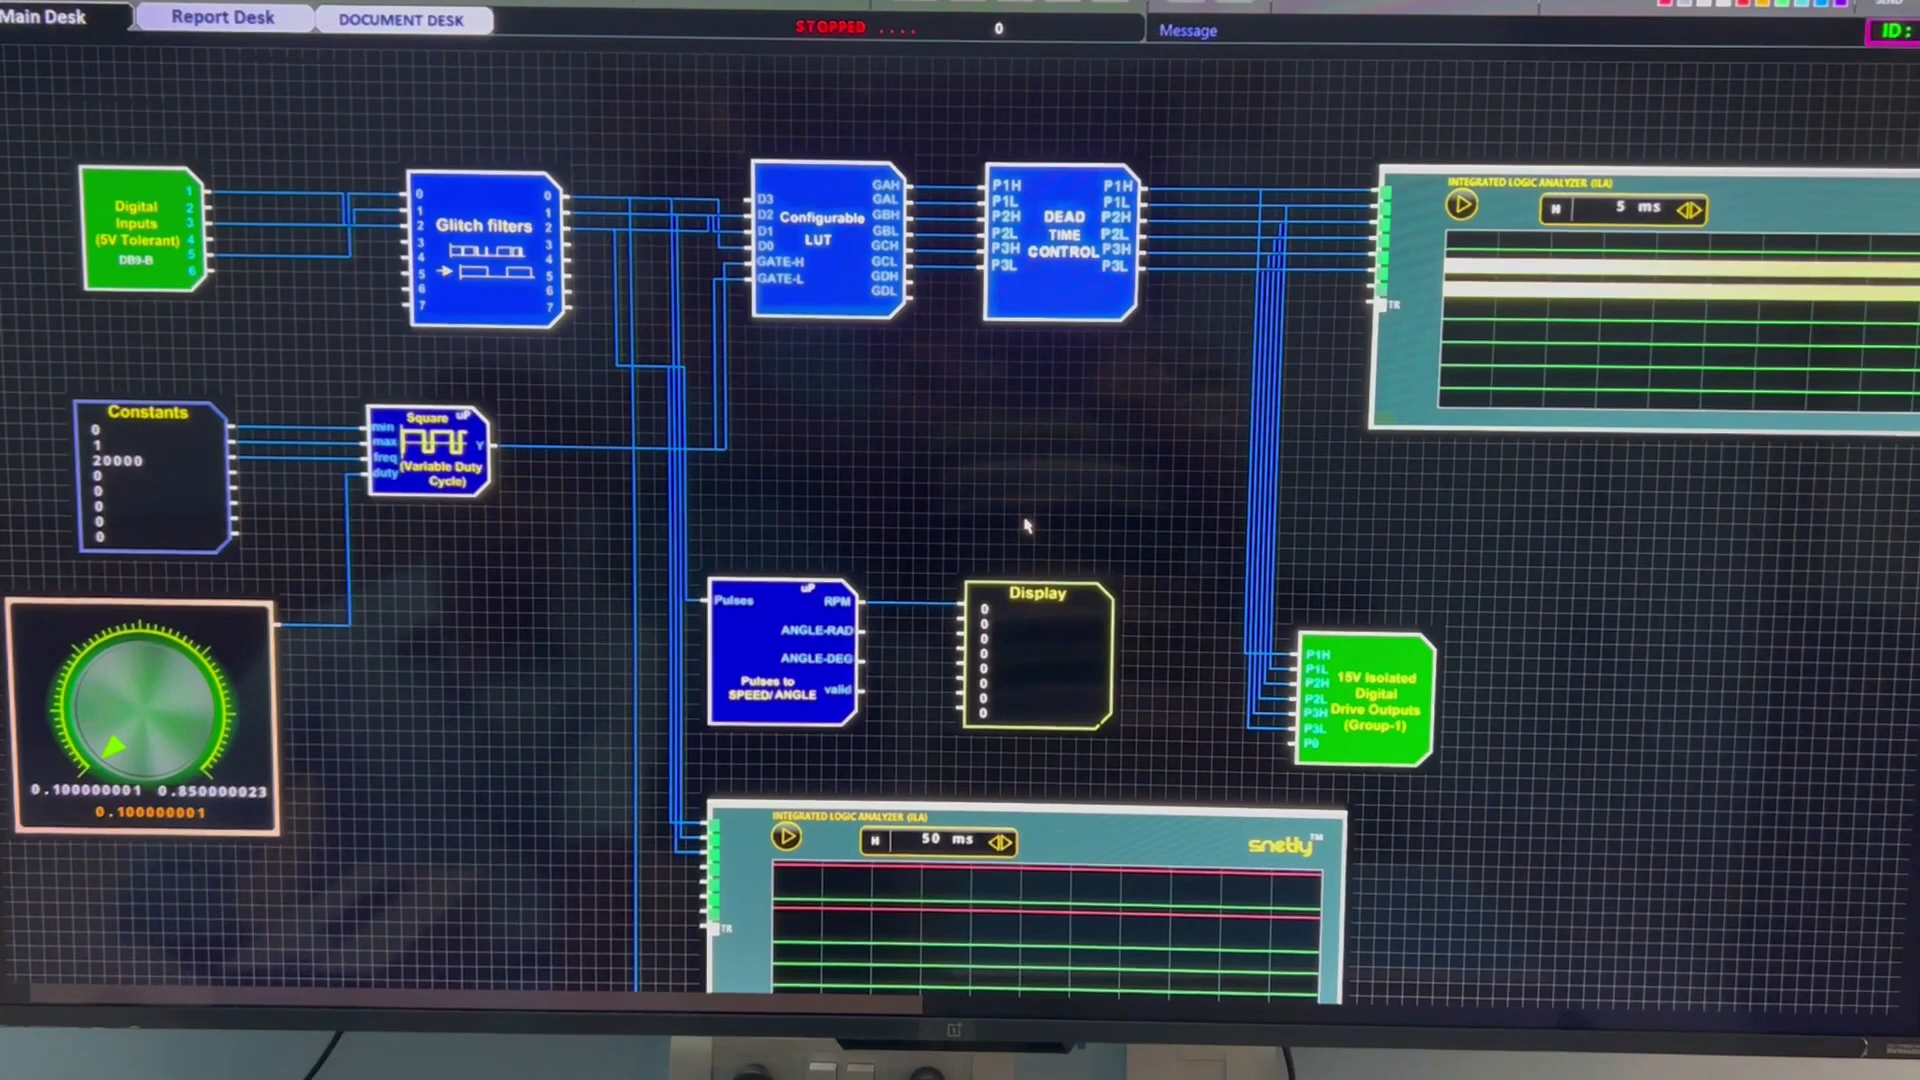 Main Desk
Report Desk
DOCUMENT DESK
STOPPED ....
0
Message
ID:
Digital
Inputs
(5V Tolerant)
DB9-B
1
2
3
4
5
6
0
1
2
3
4
5
6
7
Glitch filters
0
1
2
3
4
5
6
7
D3
D2
D1
D0
GATE-H
GATE-L
Configurable
LUT
GAH
GAL
GBH
GBL
GCH
GCL
GDH
GDL
P1H
P1L
P2H
P2L
P3H
P3L
DEAD
TIME
CONTROL
P1H
P1L
P2H
P2L
P3H
P3L
INTEGRATED LOGIC ANALYZER (ILA)
H 5 ms
TR
Constants
0
1
20000
0
0
0
0
0
min
max
freq
duty
Square
uP
Y
(Variable Duty
Cycle)
0.100000001 0.850000023
0.100000001
Pulses
uP
RPM
ANGLE-RAD
ANGLE-DEG
valid
Pulses to
SPEED/ ANGLE
Display
0
0
0
0
0
0
0
0
P1H
P1L
P2H
P2L
P3H
P3L
P0
15V Isolated
Digital
Drive Outputs
(Group-1)
INTEGRATED LOGIC ANALYZER (ILA)
H 50 ms
snetly™
TR